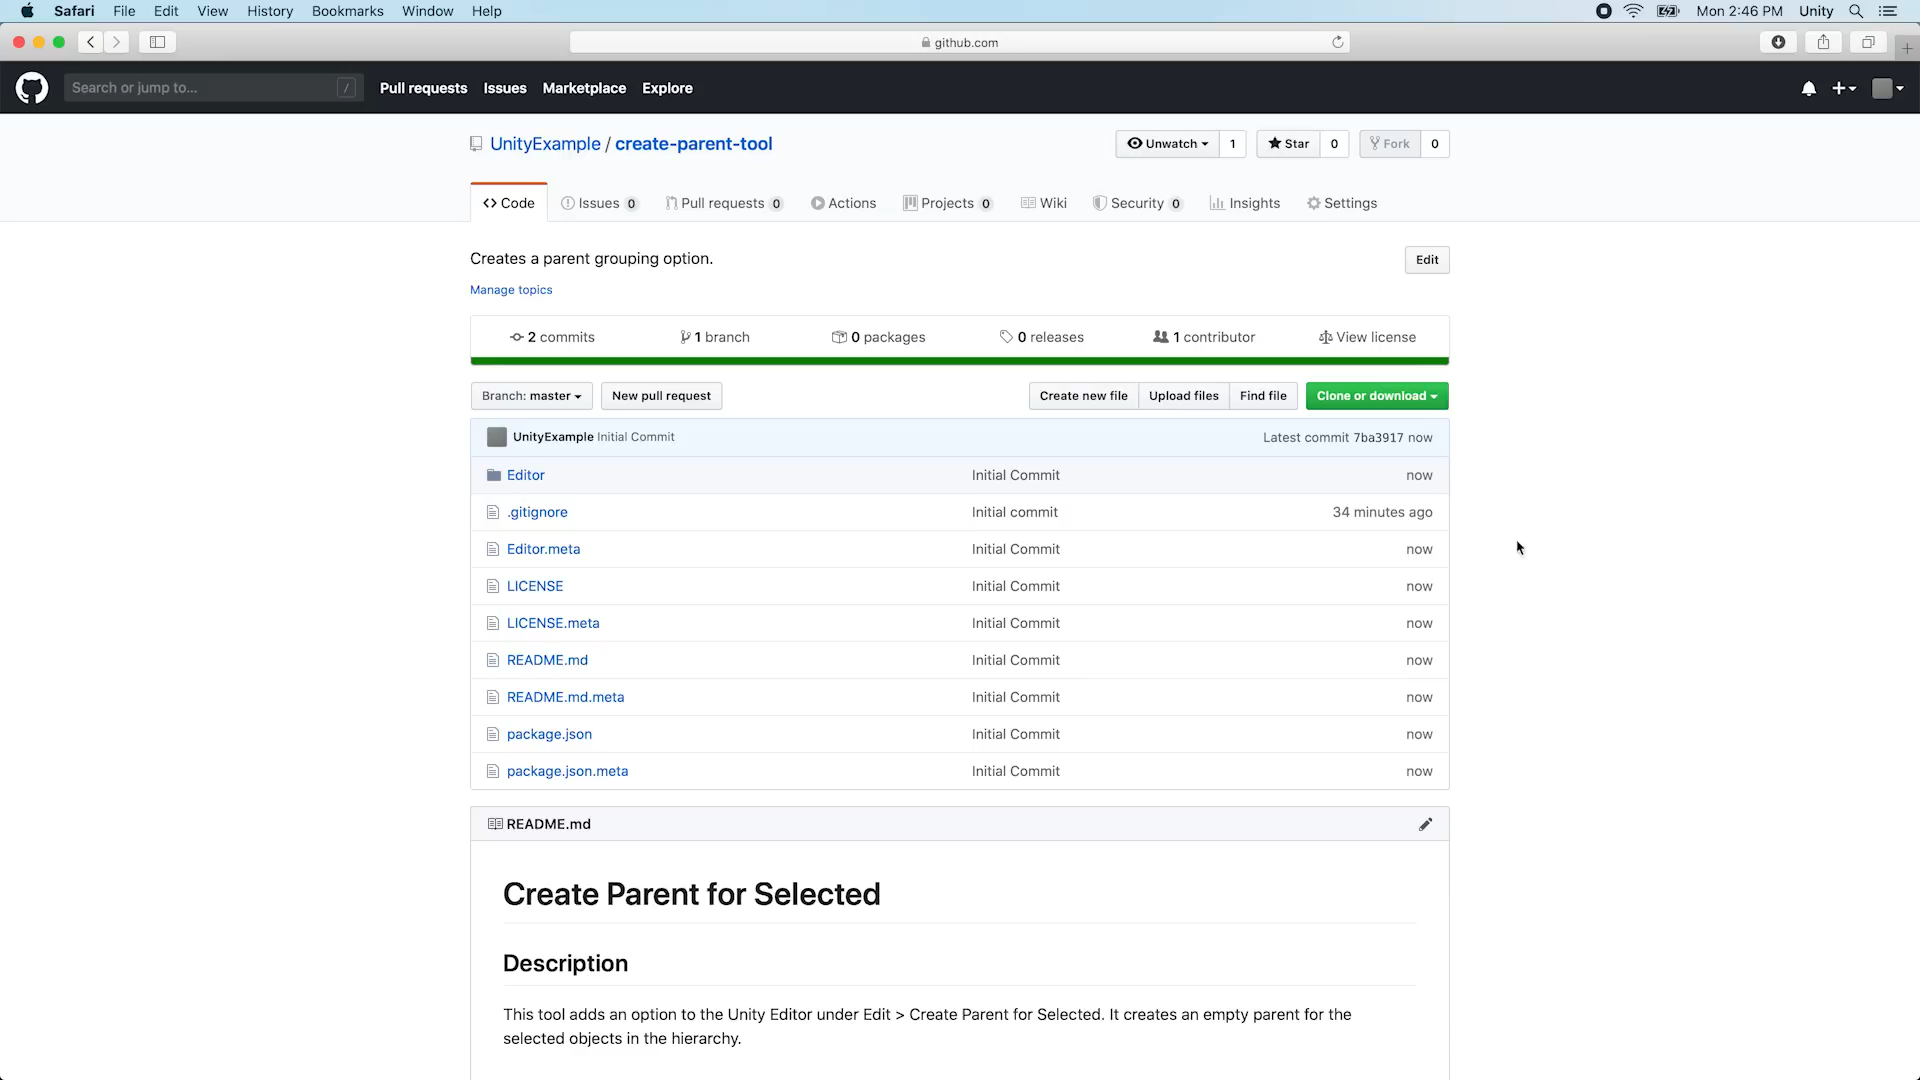 Safari File Edit View History Bookmarks Window Help Mon 2:46 PM Unity
github.com
Search or jump to... / Pull requests Issues Marketplace Explore
UnityExample / create-parent-tool Unwatch 1 Star 0 Fork 0
Code Issues 0 Pull requests 0 Actions Projects 0 Wiki Security 0 Insights Settings
Creates a parent grouping option. Edit
Manage topics
2 commits 1 branch 0 packages 0 releases 1 contributor View license
Branch: master New pull request Create new file Upload files Find file Clone or download
UnityExample Initial Commit Latest commit 7ba3917 now
Editor Initial Commit now
.gitignore Initial commit 34 minutes ago
Editor.meta Initial Commit now
LICENSE Initial Commit now
LICENSE.meta Initial Commit now
README.md Initial Commit now
README.md.meta Initial Commit now
package.json Initial Commit now
package.json.meta Initial Commit now
README.md
Create Parent for Selected
Description
This tool adds an option to the Unity Editor under Edit > Create Parent for Selected. It creates an empty parent for the
selected objects in the hierarchy.